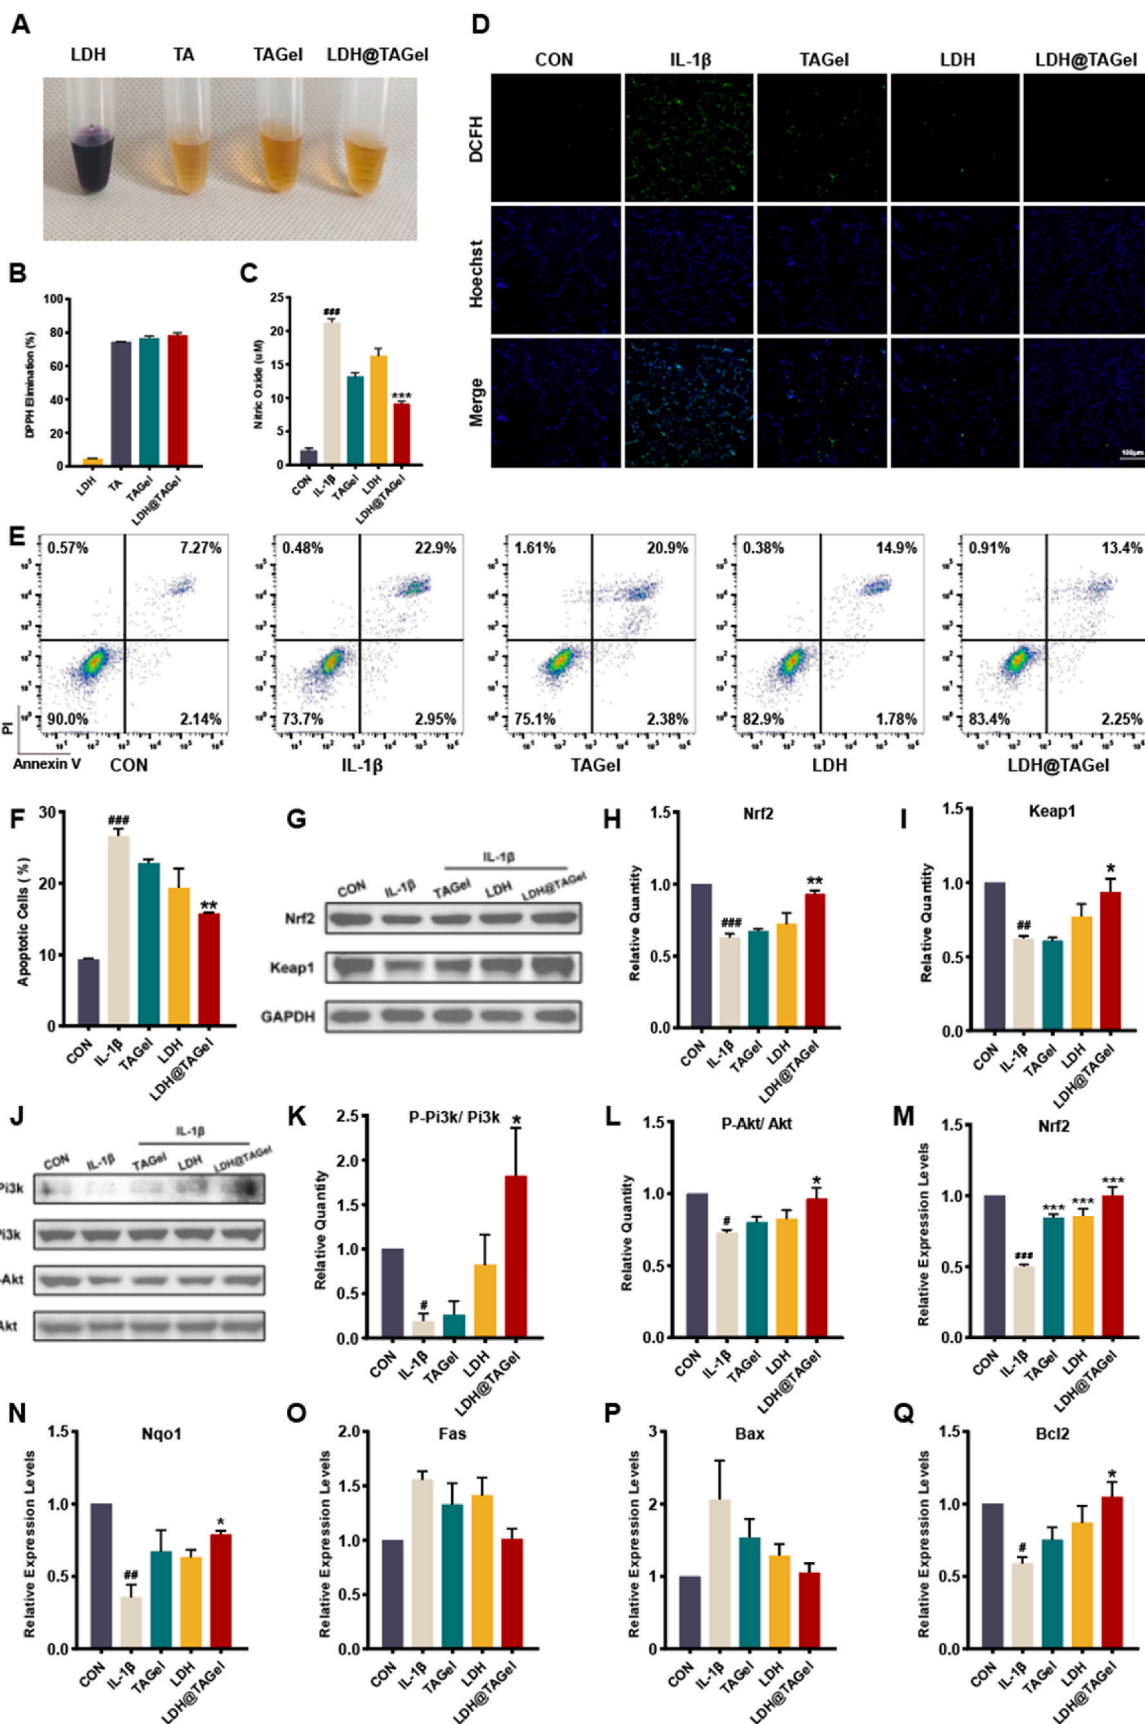 A
LDH TA TAGel LDH@TAGel
B
DPPH Elimination (%)
100
80
60
40
20
0
LDH TA TAGel LDH@TAGel
C
Nitric Oxide (uM)
25
20
15
10
5
0
###
***
CON IL-1β TAGel LDH LDH@TAGel
D
CON IL-1β TAGel LDH LDH@TAGel
DCFH
Hoechst
Merge
100μm
E
0.57% 7.27%
90.0% 2.14%
CON
0.48% 22.9%
73.7% 2.95%
IL-1β
1.61% 20.9%
75.1% 2.38%
TAGel
0.38% 14.9%
82.9% 1.78%
LDH
0.91% 13.4%
83.4% 2.25%
LDH@TAGel
PI
Annexin V
F
Apoptotic Cells (%)
30
20
10
0
###
**
CON IL-1β TAGel LDH LDH@TAGel
G
IL-1β
CON IL-1β TAGel LDH LDH@TAGel
Nrf2
Keap1
GAPDH
H
Nrf2
Relative Quantity
1.5
1.0
0.5
0.0
###
**
CON IL-1β TAGel LDH LDH@TAGel
I
Keap1
Relative Quantity
1.5
1.0
0.5
0.0
##
*
CON IL-1β TAGel LDH LDH@TAGel
J
IL-1β
CON IL-1β TAGel LDH LDH@TAGel
Pi3k
Pi3k
-Akt
Akt
K
P-Pi3k/ Pi3k
Relative Quantity
2.5
2.0
1.5
1.0
0.5
0.0
#
*
CON IL-1β TAGel LDH LDH@TAGel
L
P-Akt/ Akt
Relative Quantity
1.5
1.0
0.5
0.0
#
*
CON IL-1β TAGel LDH LDH@TAGel
M
Nrf2
Relative Expression Levels
1.5
1.0
0.5
0.0
###
***
***
***
CON IL-1β TAGel LDH LDH@TAGel
N
Nqo1
Relative Expression Levels
1.5
1.0
0.5
0.0
##
*
CON IL-1β TAGel LDH LDH@TAGel
O
Fas
Relative Expression Levels
2.0
1.5
1.0
0.5
0.0
CON IL-1β TAGel LDH LDH@TAGel
P
Bax
Relative Expression Levels
3
2
1
0
CON IL-1β TAGel LDH LDH@TAGel
Q
Bcl2
Relative Expression Levels
1.5
1.0
0.5
0.0
#
*
CON IL-1β TAGel LDH LDH@TAGel